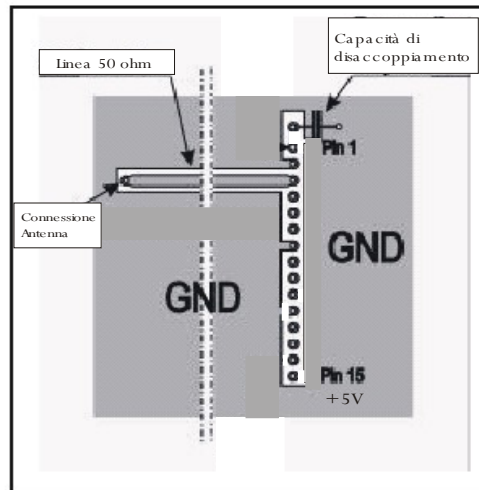 Capacità di
disaccoppiamento
Linea 50 ohm
Pin 1
Connessione
Antenna
GND
GND
Pin 15
+5V